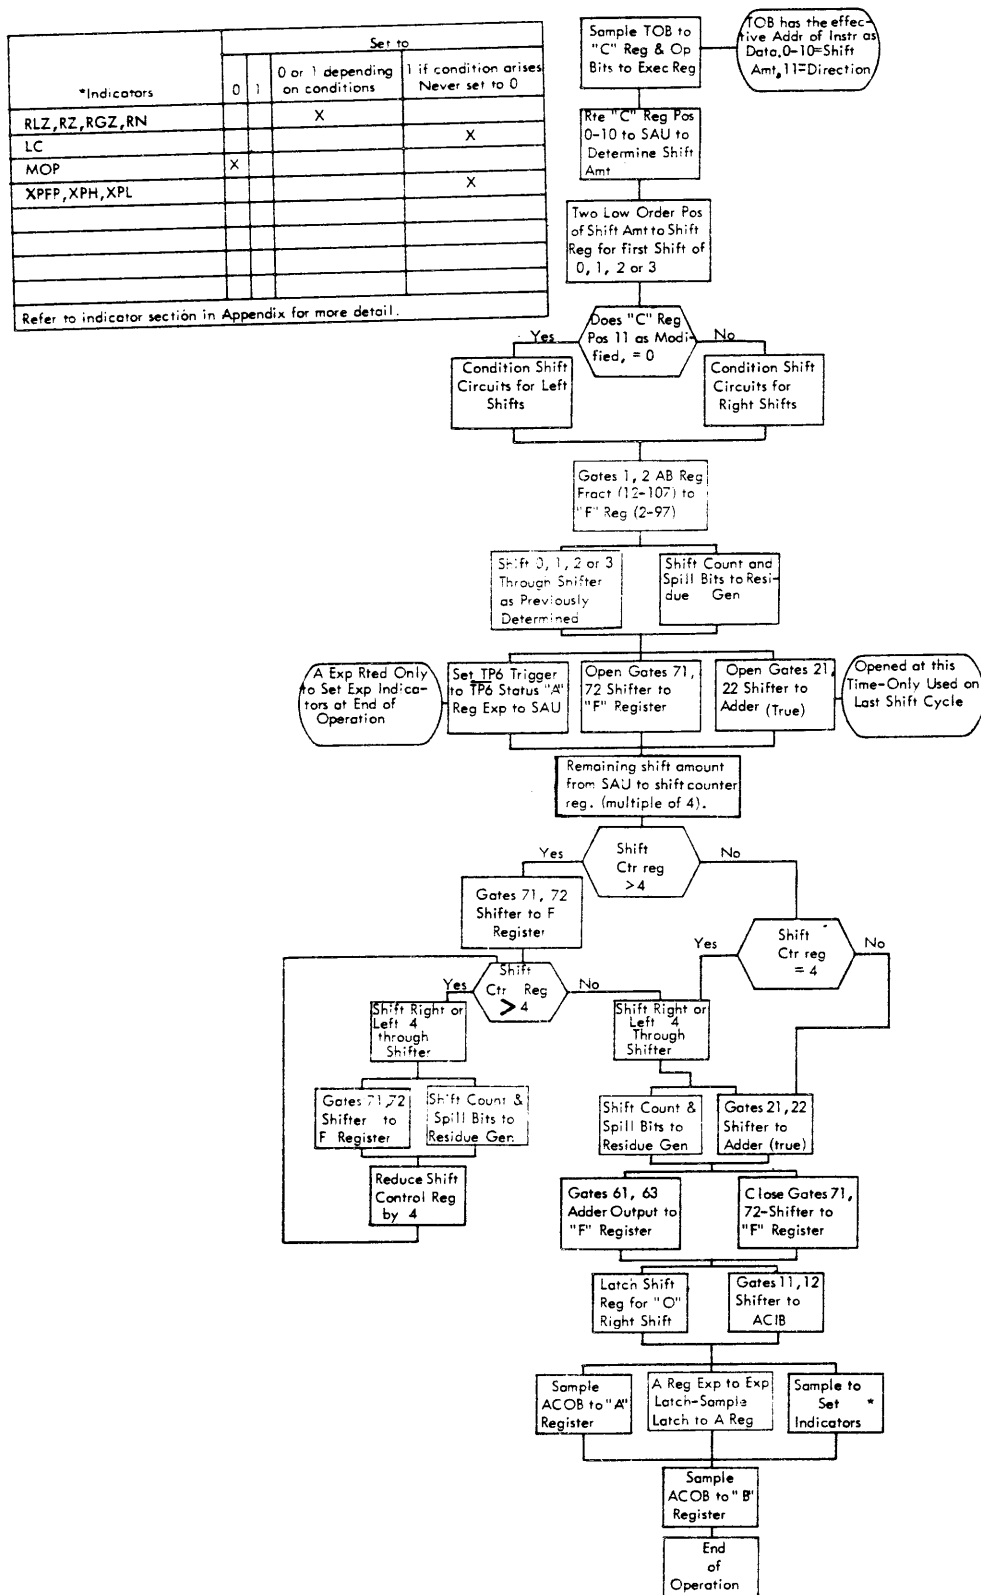 Set to
*Indicators
0
1
0 or 1 depending
on conditions
1 if condition arises
Never set to 0
RLZ, RZ, RGZ, RN
X
LC
X
MOP
X
XPFP, XPH, XPL
X
Refer to indicator section in Appendix for more detail.
Sample TOB to
"C" Reg & Op
Bits to Exec Reg
TOB has the effec-
tive Addr of Instr as
Data.0-10=Shift
Amt,11=Direction
Rte "C" Reg Pos
0-10 to SAU to
Determine Shift
Amt
Two Low Order Pos
of Shift Amt to Shift
Reg for first Shift of
0, 1, 2 or 3
Does "C" Reg
Pos 11 as Modi-
fied, = 0
Yes
No
Condition Shift
Circuits for Left
Shifts
Condition Shift
Circuits for
Right Shifts
Gates 1, 2 AB Reg
Fract (12-107) to
"F" Reg (2-97)
Shift 0, 1, 2 or 3
Through Shifter
as Previously
Determined
Shift Count and
Spill Bits to Resi-
due Gen
A Exp Rted Only
to Set Exp Indica-
tors at End of
Operation
Set TP6 Trigger
to TP6 Status "A"
Reg Exp to SAU
Open Gates 71,
72 Shifter to
"F" Register
Open Gates 21,
22 Shifter to
Adder (True)
Opened at this
Time-Only Used on
Last Shift Cycle
Remaining shift amount
from SAU to shift counter
reg. (multiple of 4).
Yes
Shift
Ctr reg
>4
No
Gates 71, 72
Shifter to F
Register
Yes
Shift
Ctr reg
= 4
No
Yes
Shift
Ctr Reg
> 4
No
Shift Right or
Left 4
through
Shifter
Shift Right or
Left 4
Through
Shifter
Gates 71,72
Shifter to
F Register
Shift Count &
Spill Bits to
Residue Gen.
Shift Count &
Spill Bits to
Residue Gen
Gates 21,22
Shifter to
Adder (true)
Reduce Shift
Control Reg
by 4
Gates 61, 63
Adder Output to
"F" Register
Close Gates 71,
72-Shifter to
"F" Register
Latch Shift
Reg for "O"
Right Shift
Gates 11,12
Shifter to
ACIB
Sample
ACOB to "A"
Register
A Reg Exp to Exp
Latch-Sample
Latch to A Reg
Sample to
Set *
Indicators
Sample
ACOB to "B"
Register
End
of
Operation